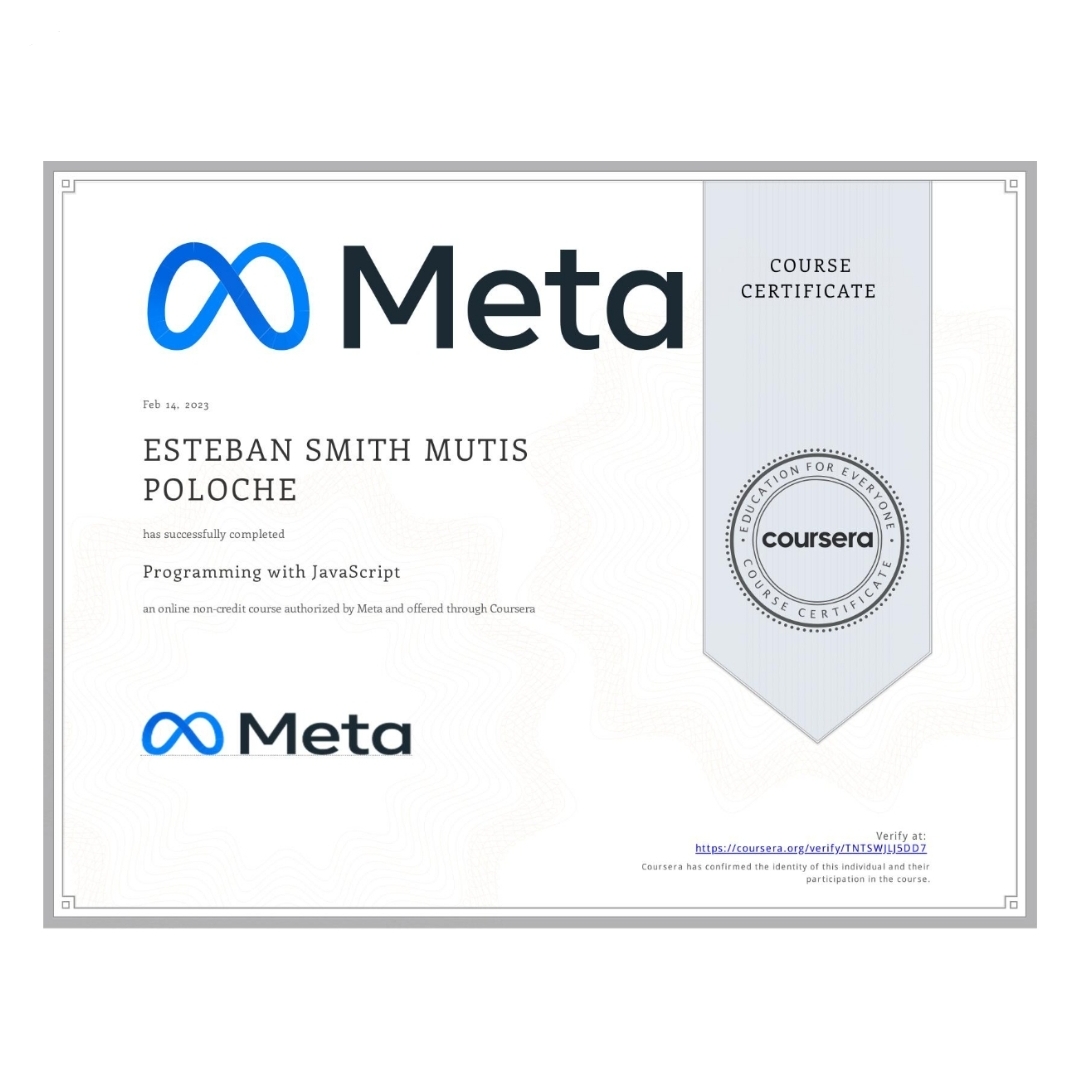 Meta
COURSE
CERTIFICATE
Feb 14, 2023
ESTEBAN SMITH MUTIS
POLOCHE
has successfully completed
Programming with JavaScript
an online non-credit course authorized by Meta and offered through Coursera
EDUCATION FOR EVERYONE
coursera
COURSE CERTIFICATE
Meta
Verify at:
https://coursera.org/verify/TNTSWJLJ5DD7
Coursera has confirmed the identity of this individual and their
participation in the course.